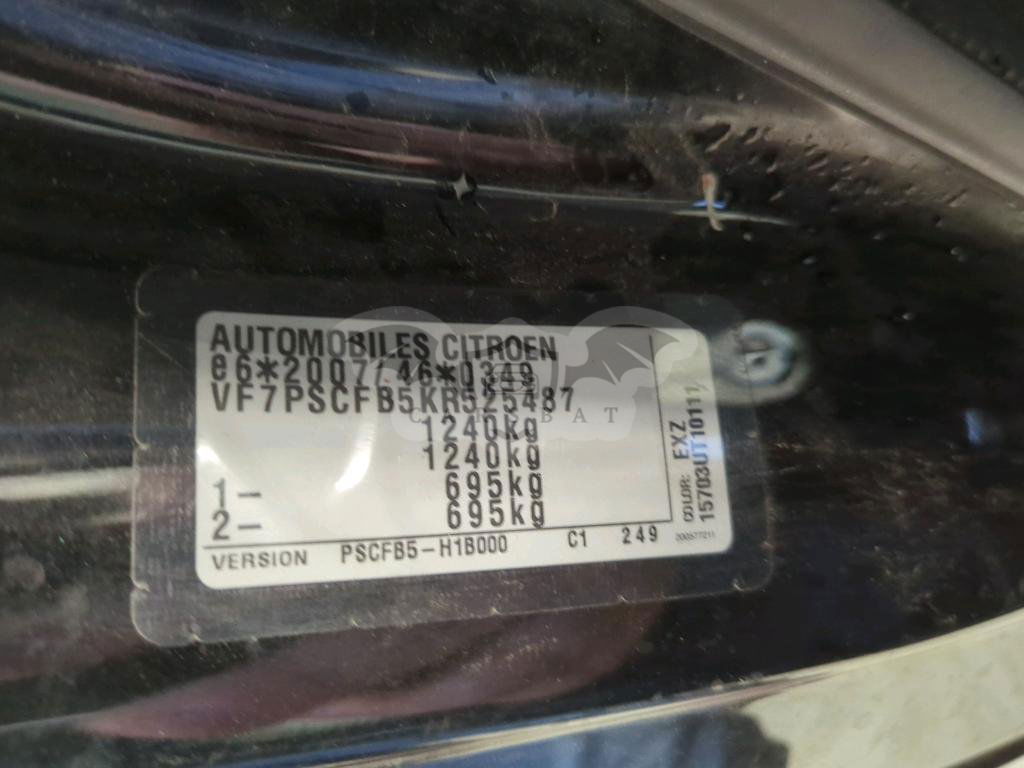 AUTOMOBILES CITROEN
e6*2007/46*0349
VF7PSCFB5KR525487
1240kg
1240kg
1- 695kg
2- 695kg
VERSION PSCFB5-H1B000 C1 249
COLOR: EXZ
15703UT10111